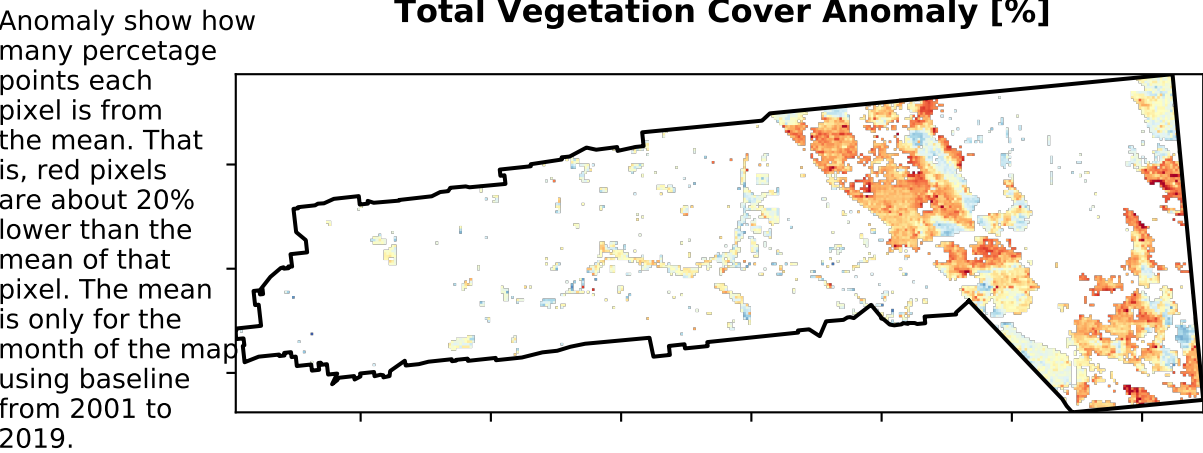 Total Vegetation Cover Anomaly [%]
Anomaly show how
many percetage
points each
pixel is from
the mean. That
is, red pixels
are about 20%
lower than the
mean of that
pixel. The mean
is only for the
month of the map
using baseline
from 2001 to
2019.